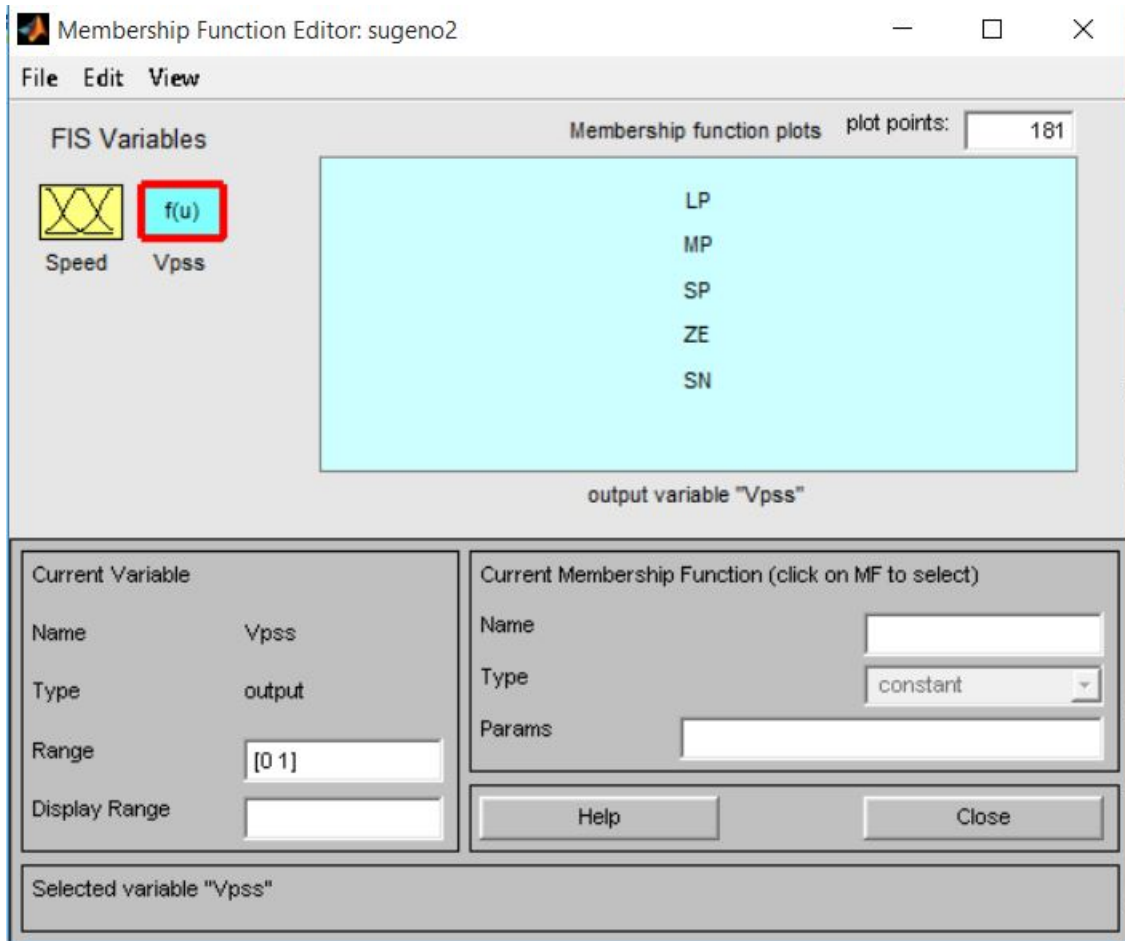 Membership Function Editor: sugeno2
File Edit View
FIS Variables
Membership function plots plot points: 181
f(u)
Speed Vpss
LP
MP
SP
ZE
SN
output variable "Vpss"
Current Variable
Name Vpss
Type output
Range [0 1]
Display Range
Current Membership Function (click on MF to select)
Name
Type constant
Params
Help Close
Selected variable "Vpss"